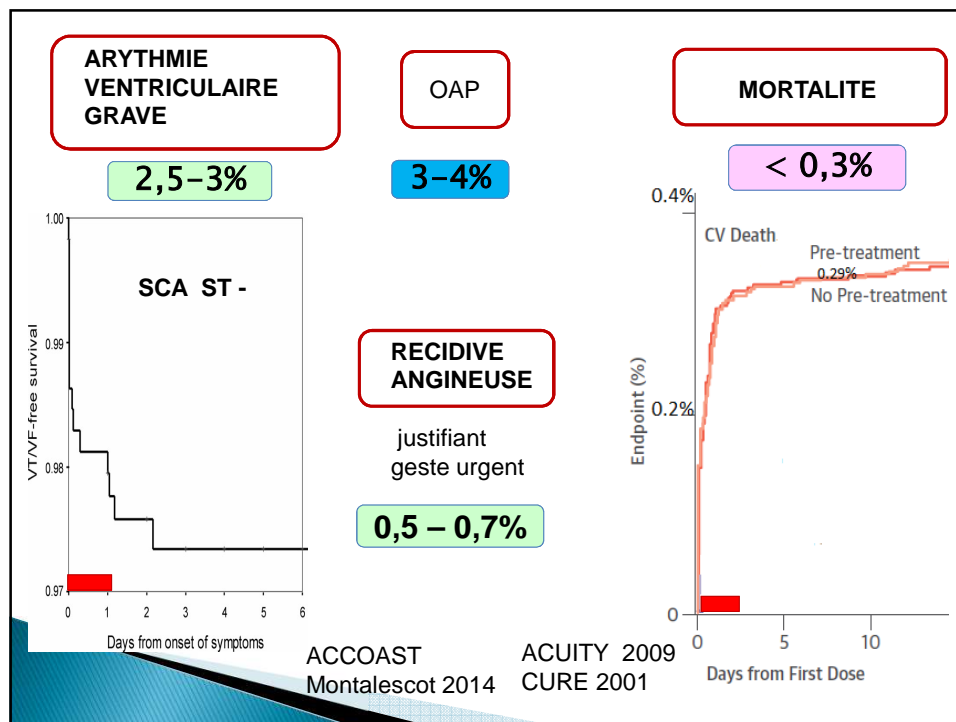 ARYTHMIE
VENTRICULAIRE
GRAVE
2,5-3%
OAP
3-4%
MORTALITE
< 0,3%
1.00
0.99
0.98
0.97
VT/VF-free survival
SCA ST -
0 1 2 3 4 5 6
Days from onset of symptoms
RECIDIVE
ANGINEUSE
justifiant
geste urgent
0,5 – 0,7%
0.4%
0.2%
0
Endpoint (%)
CV Death
Pre-treatment
0.29%
No Pre-treatment
0 5 10
Days from First Dose
ACCOAST
Montalescot 2014
ACUITY 2009
CURE 2001